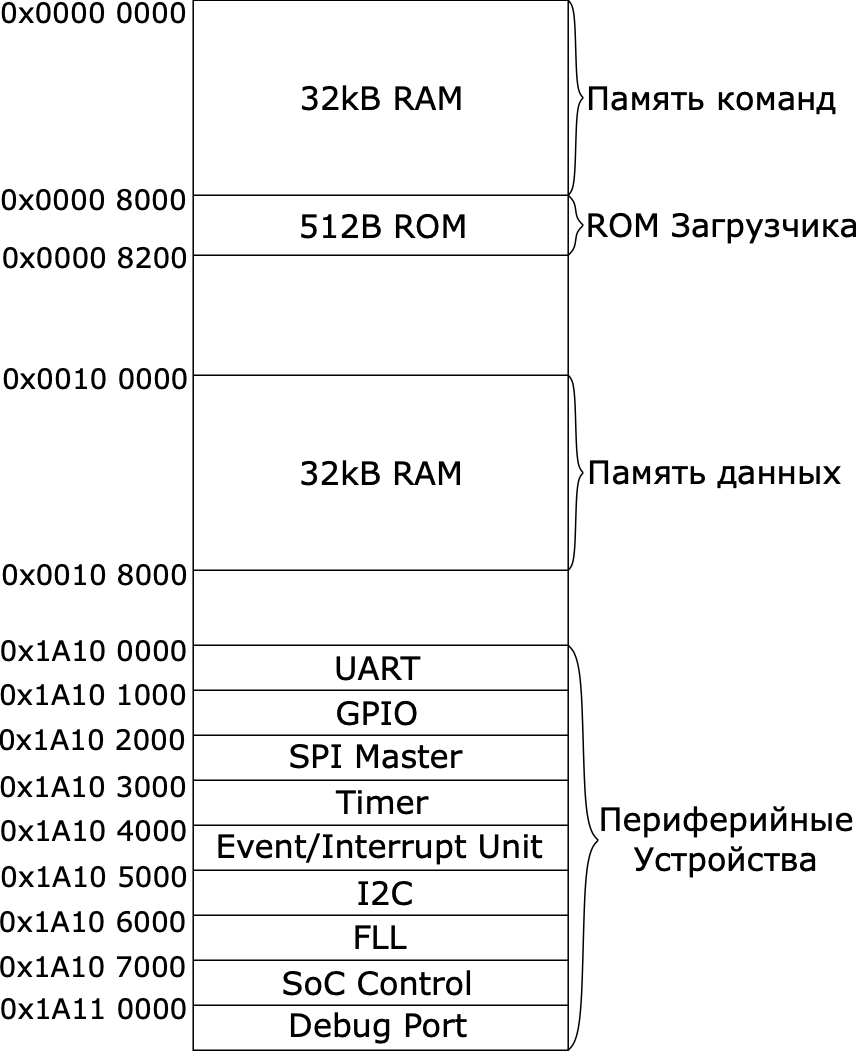 0x0000 0000
32kB RAM
Память команд
0x0000 8000
512B ROM
ROM Загрузчика
0x0000 8200
0x0010 0000
32kB RAM
Память данных
0x0010 8000
0x1A10 0000
UART
0x1A10 1000
GPIO
0x1A10 2000
SPI Master
0x1A10 3000
Timer
Периферийные
Устройства
0x1A10 4000
Event/Interrupt Unit
0x1A10 5000
I2C
0x1A10 6000
FLL
0x1A10 7000
SoC Control
0x1A11 0000
Debug Port